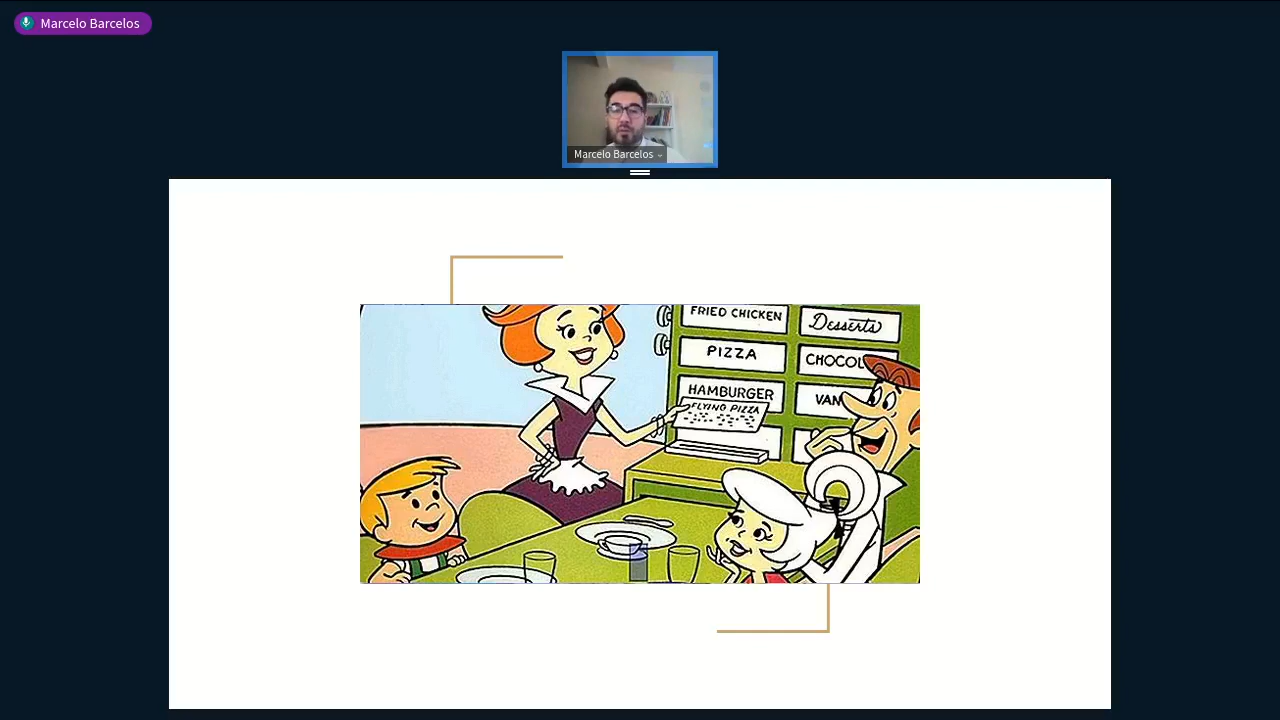 Marcelo Barcelos
Marcelo Barcelos
FRIED CHICKEN
Desserts
PIZZA
CHOCOL
HAMBURGER
VAN
FLYING PIZZA